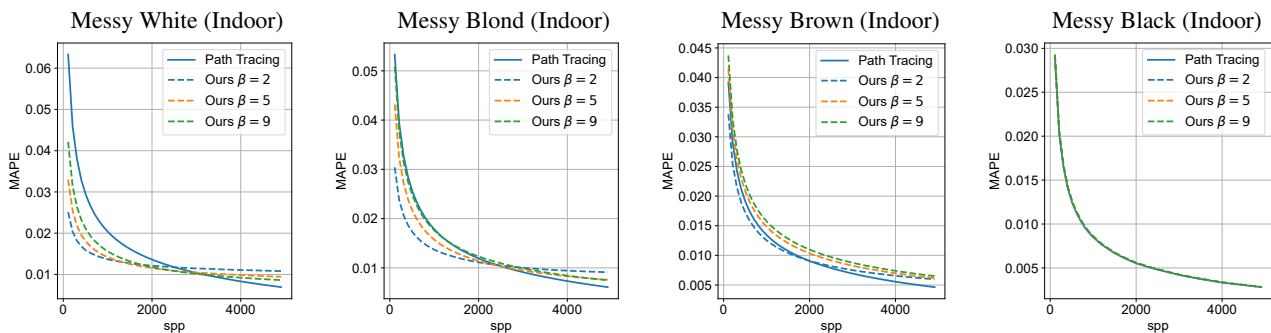 Messy White (Indoor)
Path Tracing
Ours β = 2
Ours β = 5
Ours β = 9
MAPE
0.06
0.05
0.04
0.03
0.02
0.01
0
2000
4000
spp
Messy Blond (Indoor)
Path Tracing
Ours β = 2
Ours β = 5
Ours β = 9
MAPE
0.05
0.04
0.03
0.02
0.01
0
2000
4000
spp
Messy Brown (Indoor)
Path Tracing
Ours β = 2
Ours β = 5
Ours β = 9
MAPE
0.045
0.040
0.035
0.030
0.025
0.020
0.015
0.010
0.005
0
2000
4000
spp
Messy Black (Indoor)
Path Tracing
Ours β = 2
Ours β = 5
Ours β = 9
MAPE
0.030
0.025
0.020
0.015
0.010
0.005
0
2000
4000
spp